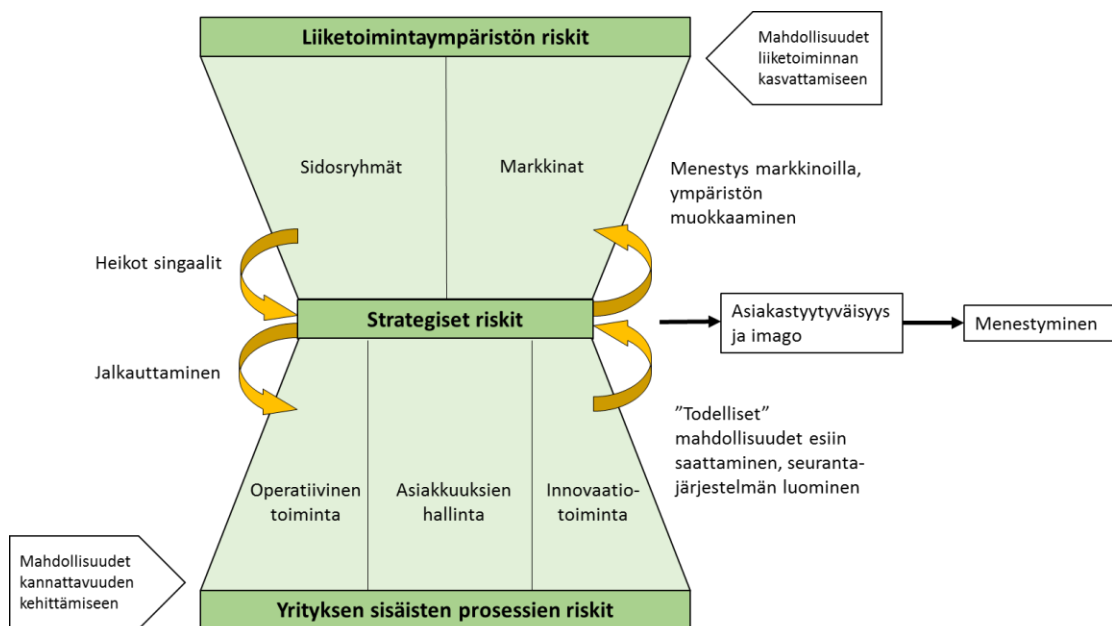 Liiketoimintaympäristön riskit
Mahdollisuudet
liiketoiminnan
kasvattamiseen
Sidosryhmät
Markkinat
Menestys markkinoilla,
ympäristön
muokkaaminen
Heikot singaalit
Strategiset riskit
Asiakastyytyväisyys
ja imago
Menestyminen
Jalkauttaminen
”Todelliset”
mahdollisuudet esiin
saattaminen, seuranta-
järjestelmän luominen
Operatiivinen
toiminta
Asiakkuuksien
hallinta
Innovaatio-
toiminta
Mahdollisuudet
kannattavuuden
kehittämiseen
Yrityksen sisäisten prosessien riskit